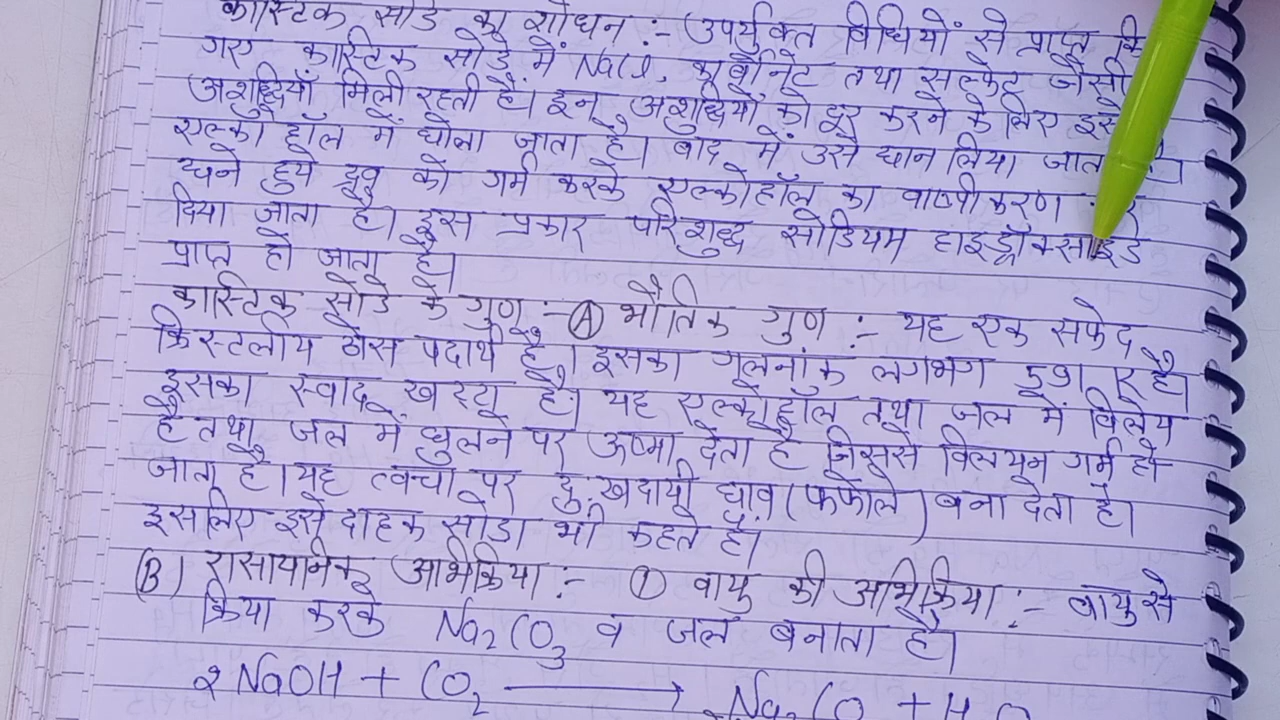 कास्टिक सोडे का शोधन :- उपर्युक्त विधियों से प्राप्त कि
गए कास्टिक सोडे में NaCl, कार्बोनेट तथा सल्फेट जैसी
अशुद्धियाँ मिली रहती है। इन अशुद्धियों को दूर करने के लिए इसे
एल्कोहॉल में घोला जाता है। बाद में उसे छान लिया जात
छने हुये द्रव को गर्म करके एल्कोहॉल का वाष्पीकरण
दिया जाता है। इस प्रकार परिशुद्ध सोडियम हाइड्रॉक्साइड
प्राप्त हो जाता है।
कास्टिक सोडे के गुण :- (A) भौतिक गुण :- यह एक सफेद
क्रिस्टलीय ठोस पदार्थ है। इसका गलनांक लगभग 591 K है।
इसका स्वाद खट्टा है। यह एल्कोहॉल तथा जल में विलेय
है तथा जल में घुलने पर ऊष्मा देता है जिससे विलयन गर्म हो
जाता है। यह त्वचा पर दु:खदायी घाव (फफोले) बना देता है।
इसलिए इसे दाहक सोडा भी कहते हैं।
(B) रासायनिक अभिक्रिया :- (1) वायु की अभिक्रिया :- वायु से
क्रिया करके Na2CO3 व जल बनाता है।
2NaOH + CO2 ⟶ Na2CO + H